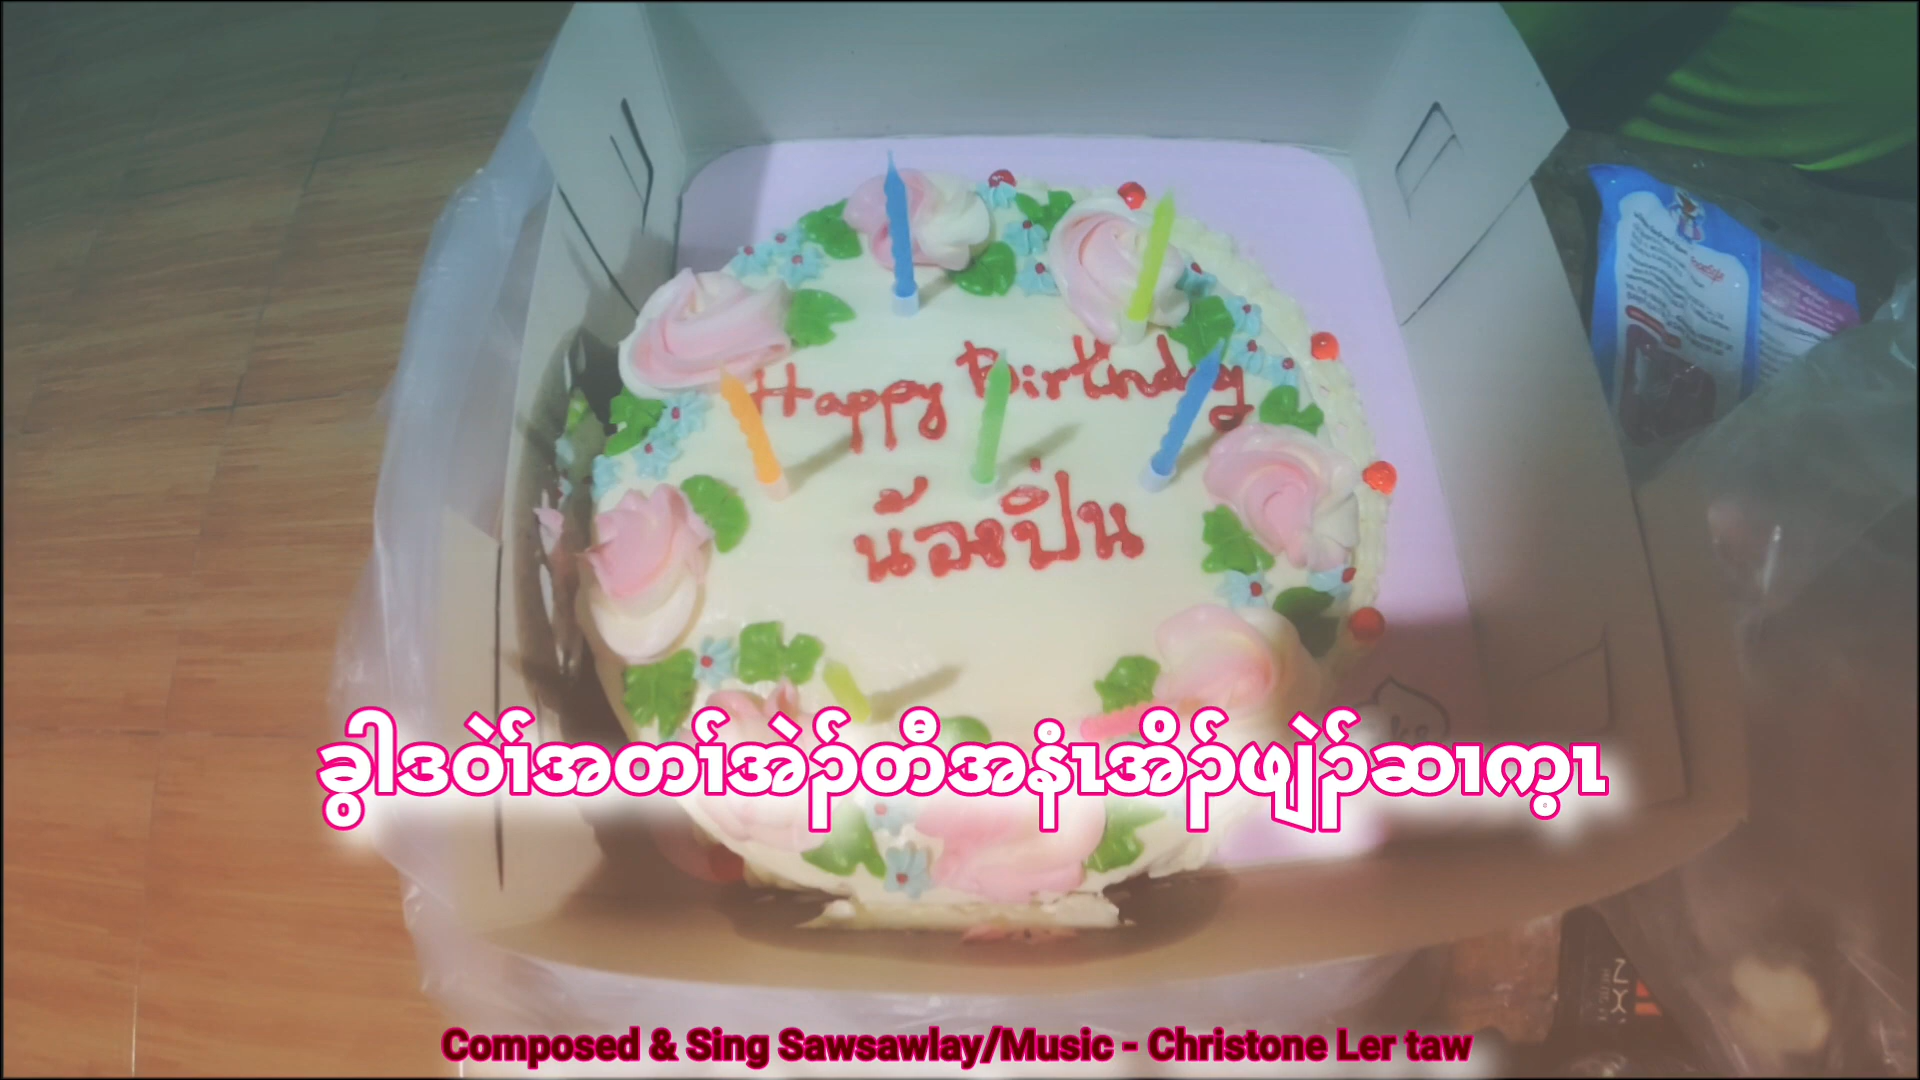 Happy Birthday
น้องปิ่น
ခွါဒဝဲၢ်အတၢ်အဲၣ်တီအနံၤအိၣ်ဖျဲၣ်ဆၢက့ၤ
Composed & Sing Sawsawlay/Music - Christone Ler taw